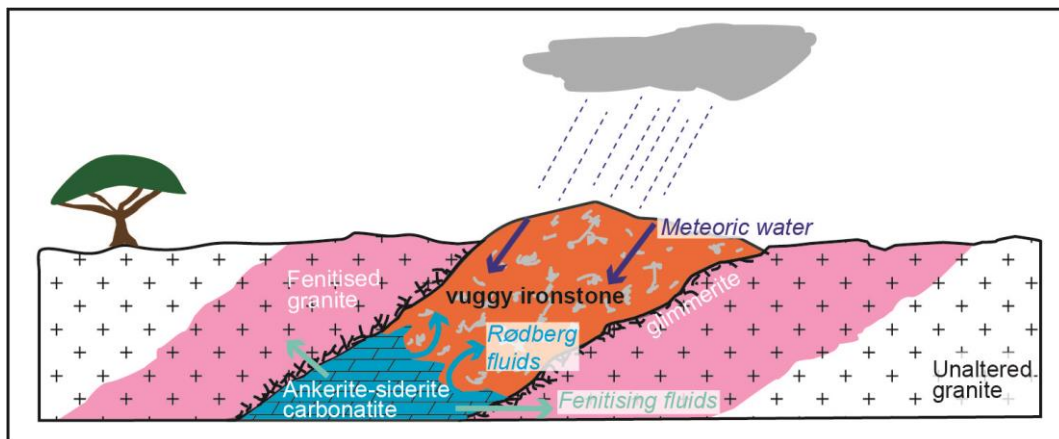 Meteoric water
Fenitised
granite
vuggy ironstone
glimmerite
Rødberg
fluids
Ankerite-siderite
carbonatite
Fenitising fluids
Unaltered
granite